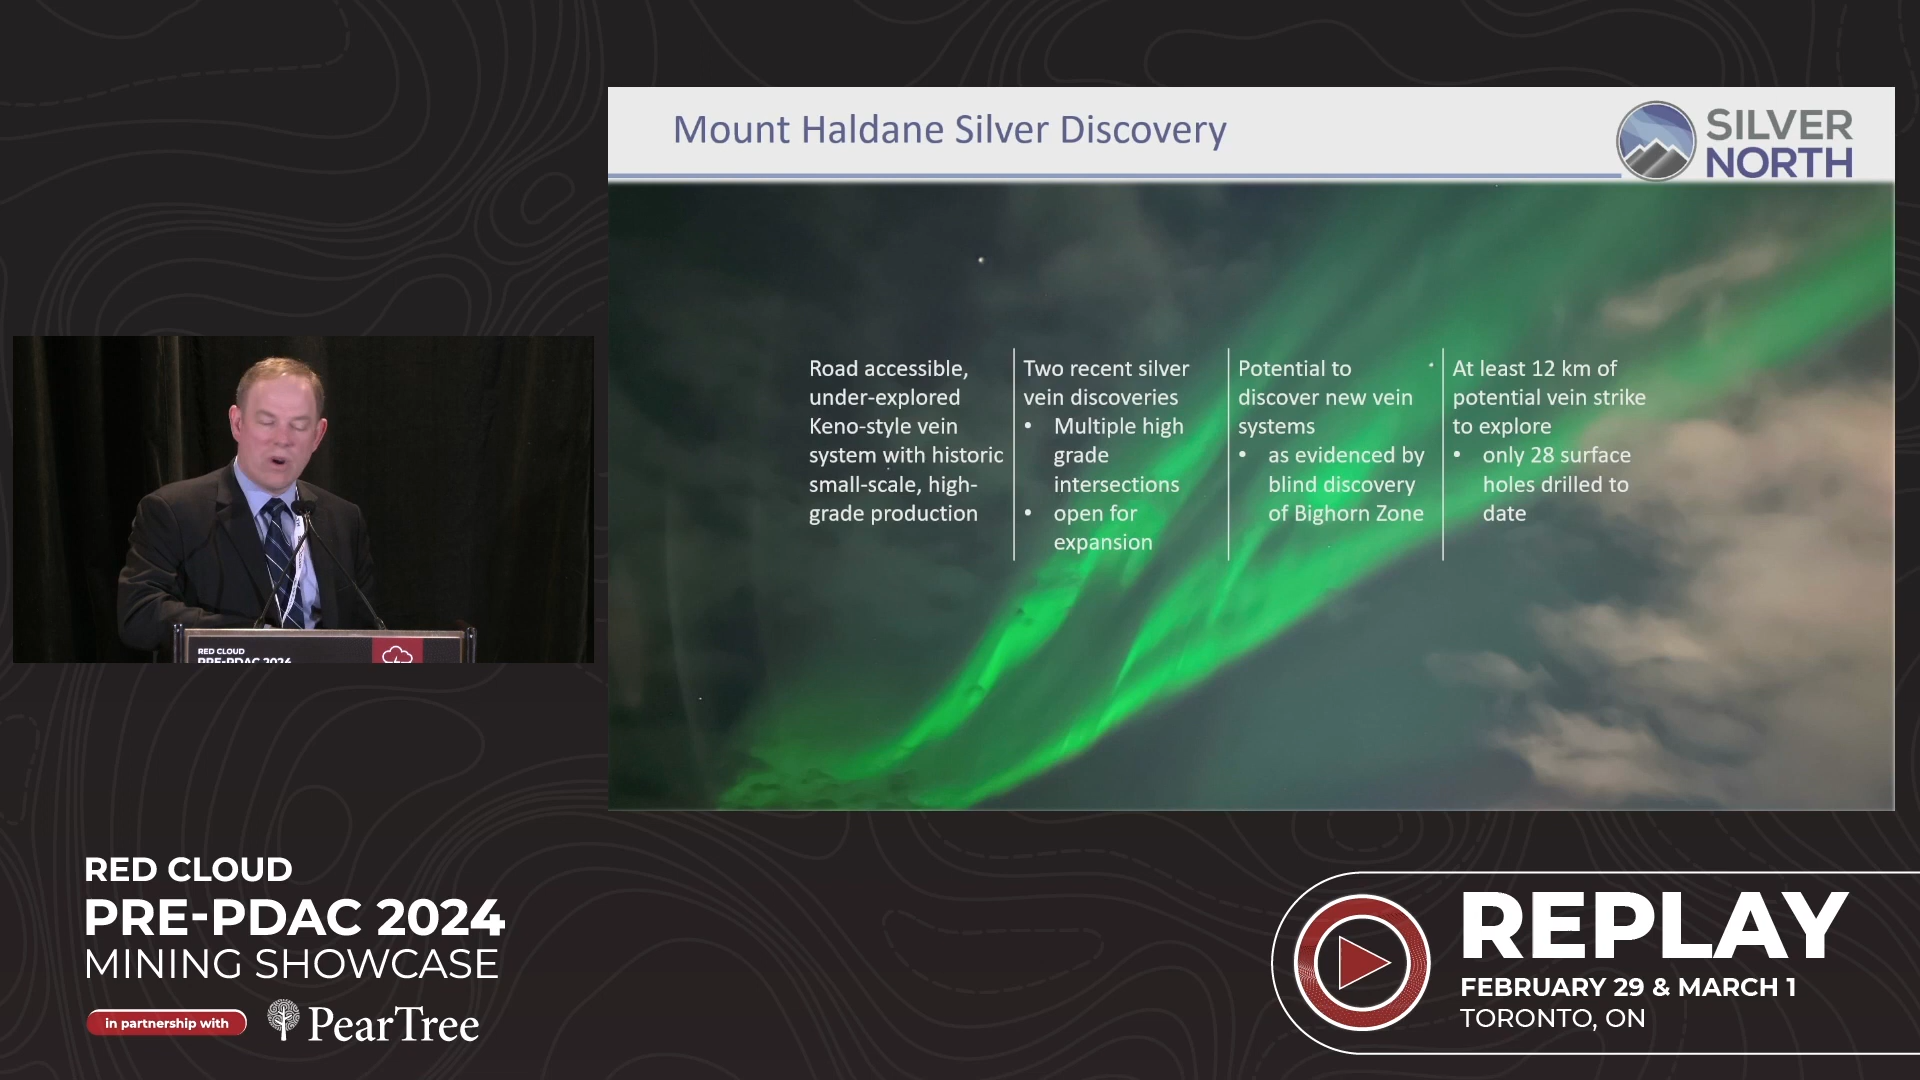 Mount Haldane Silver Discovery
SILVER
NORTH
Road accessible,
under-explored
Keno-style vein
system with historic
small-scale, high-
grade production
Two recent silver
vein discoveries
• Multiple high
grade
intersections
• open for
expansion
Potential to
discover new vein
systems
• as evidenced by
blind discovery
of Bighorn Zone
At least 12 km of
potential vein strike
to explore
• only 28 surface
holes drilled to
date
RED CLOUD
PRE-PDAC 2024
RED CLOUD
PRE-PDAC 2024
MINING SHOWCASE
in partnership with
PearTree
REPLAY
FEBRUARY 29 & MARCH 1
TORONTO, ON